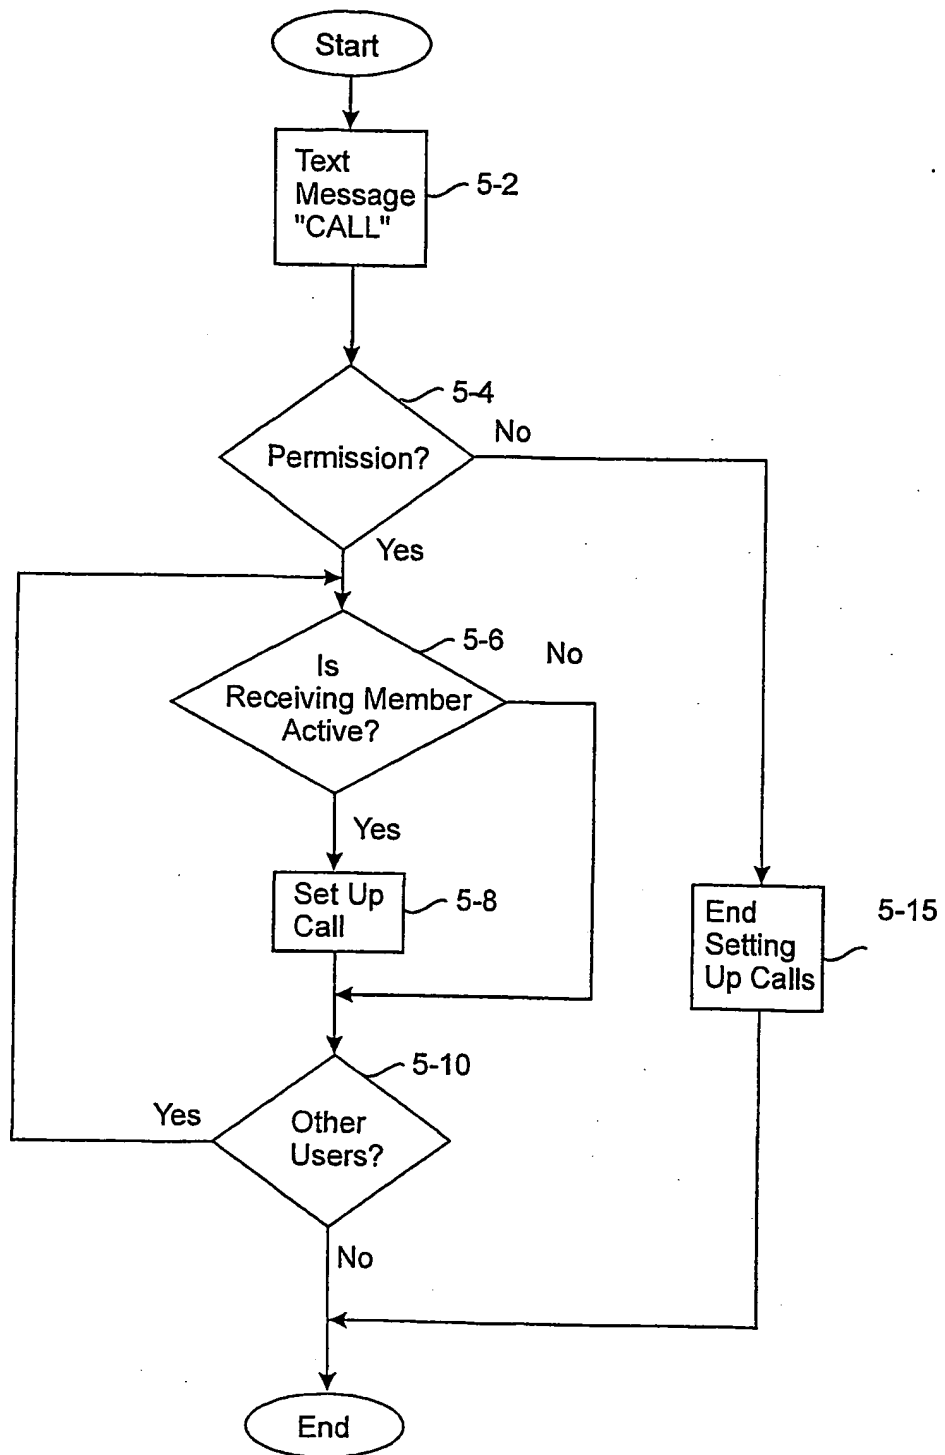 Start
Text
Message
"CALL"
5-2
5-4
Permission?
No
Yes
5-6
No
Is
Receiving Member
Active?
Yes
Set Up
Call
5-8
End
Setting
Up Calls
5-15
5-10
Yes
Other
Users?
No
End